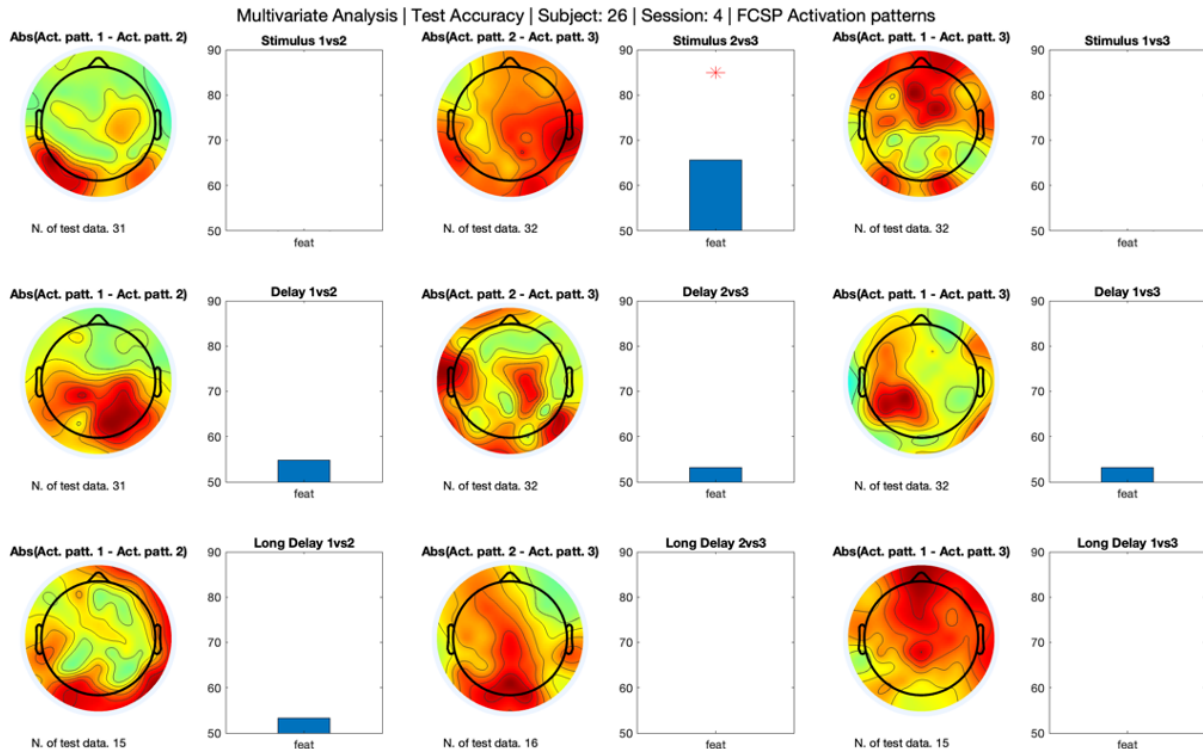 Multivariate Analysis | Test Accuracy | Subject: 26 | Session: 4 | FCSP Activation patterns
Abs(Act. patt. 1 - Act. patt. 2)
Stimulus 1vs2
90
80
70
60
50
feat
N. of test data. 31
Abs(Act. patt. 2 - Act. patt. 3)
Stimulus 2vs3
90
80
70
60
50
feat
N. of test data. 32
Abs(Act. patt. 1 - Act. patt. 3)
Stimulus 1vs3
90
80
70
60
50
feat
N. of test data. 32
Abs(Act. patt. 1 - Act. patt. 2)
Delay 1vs2
90
80
70
60
50
feat
N. of test data. 31
Abs(Act. patt. 2 - Act. patt. 3)
Delay 2vs3
90
80
70
60
50
feat
N. of test data. 32
Abs(Act. patt. 1 - Act. patt. 3)
Delay 1vs3
90
80
70
60
50
feat
N. of test data. 32
Abs(Act. patt. 1 - Act. patt. 2)
Long Delay 1vs2
90
80
70
60
50
feat
N. of test data. 15
Abs(Act. patt. 2 - Act. patt. 3)
Long Delay 2vs3
90
80
70
60
50
feat
N. of test data. 16
Abs(Act. patt. 1 - Act. patt. 3)
Long Delay 1vs3
90
80
70
60
50
feat
N. of test data. 15